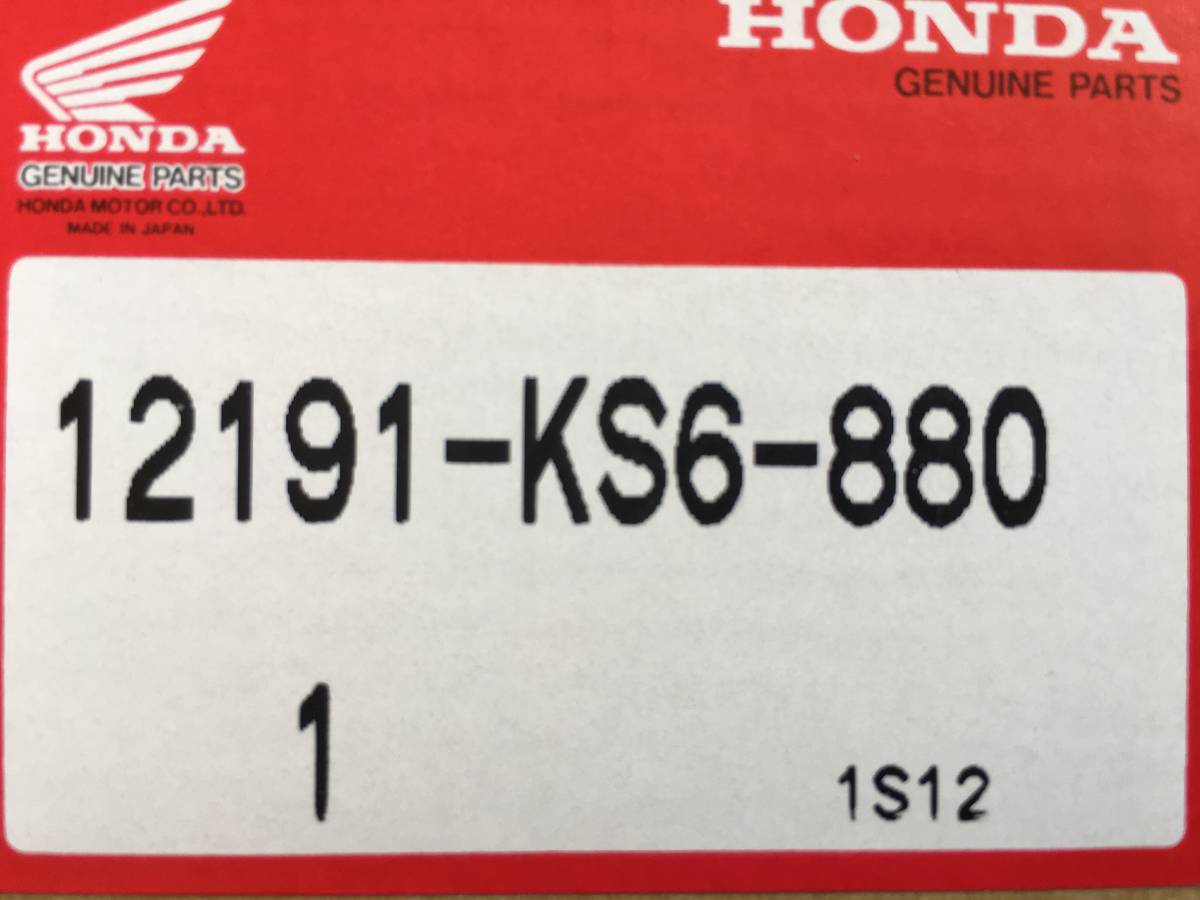 HONDA
GENUINE PARTS
HONDA MOTOR CO.,LTD.
MADE IN JAPAN
HONDA
GENUINE PARTS
12191-KS6-880
1
1S12